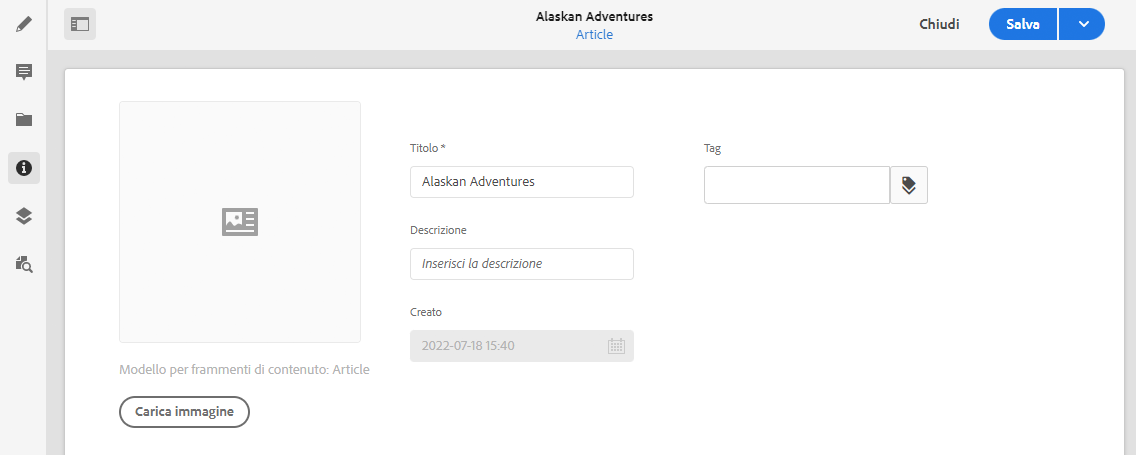 Alaskan Adventures
Article
Chiudi
Salva
Titolo *
Alaskan Adventures
Tag
Descrizione
Inserisci la descrizione
Creato
2022-07-18 15:40
Modello per frammenti di contenuto: Article
Carica immagine